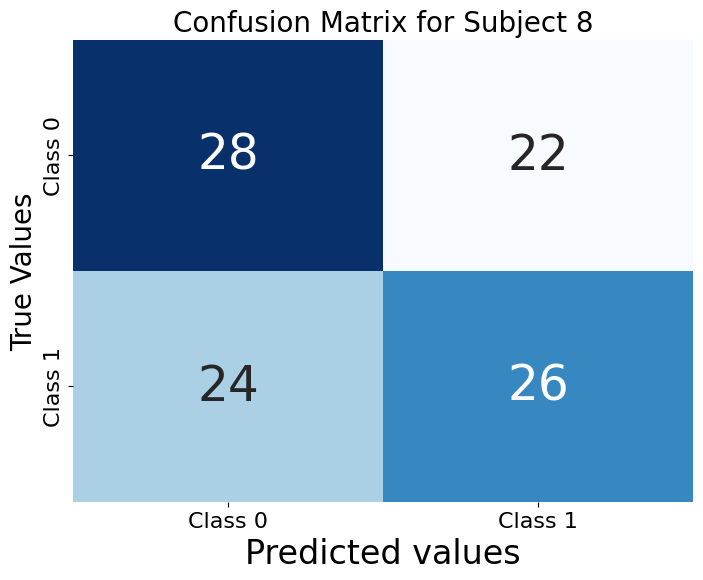 Confusion Matrix for Subject 8
True Values
Class 0
28
22
Class 1
24
26
Class 0
Class 1
Predicted values